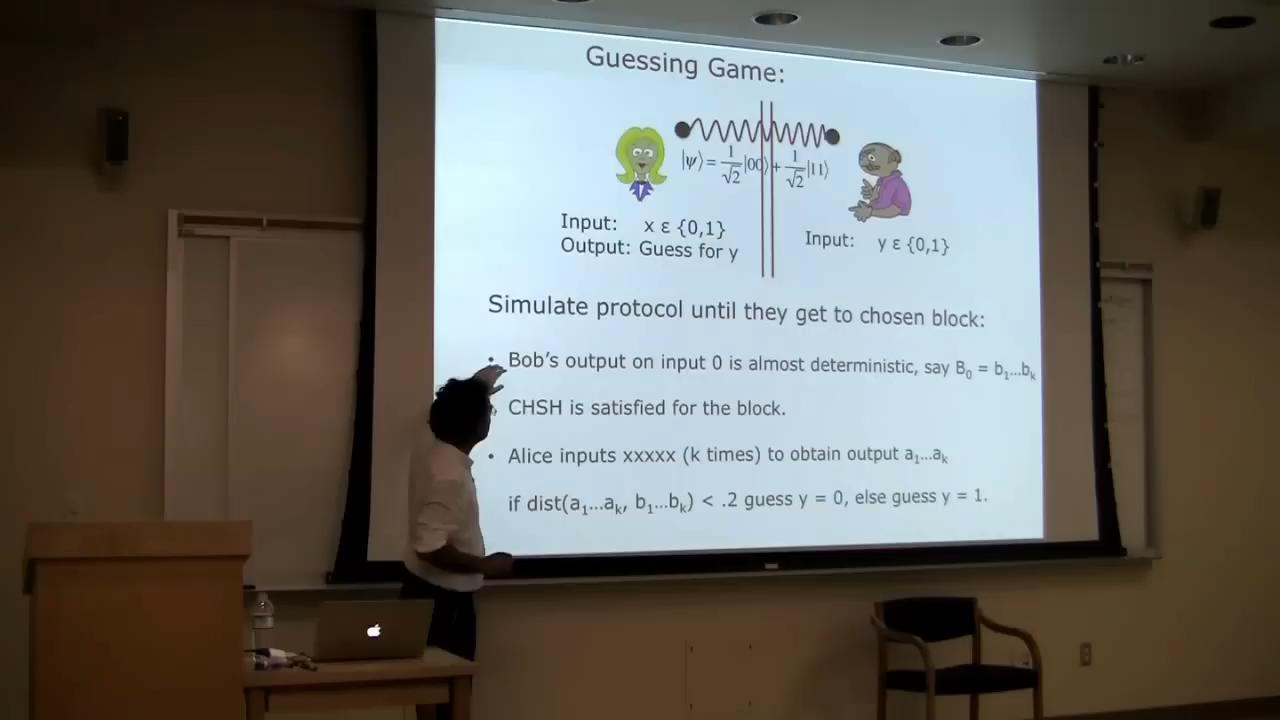 Guessing Game:
|ψ⟩ = 1/√2 |00⟩ + 1/√2 |11⟩
Input: x ε {0,1}
Output: Guess for y
Input: y ε {0,1}
Simulate protocol until they get to chosen block:
• Bob's output on input 0 is almost deterministic, say B₀ = b₁...bₖ
• CHSH is satisfied for the block.
• Alice inputs xxxxx (k times) to obtain output a₁...aₖ
if dist(a₁...aₖ, b₁...bₖ) < .2 guess y = 0, else guess y = 1.